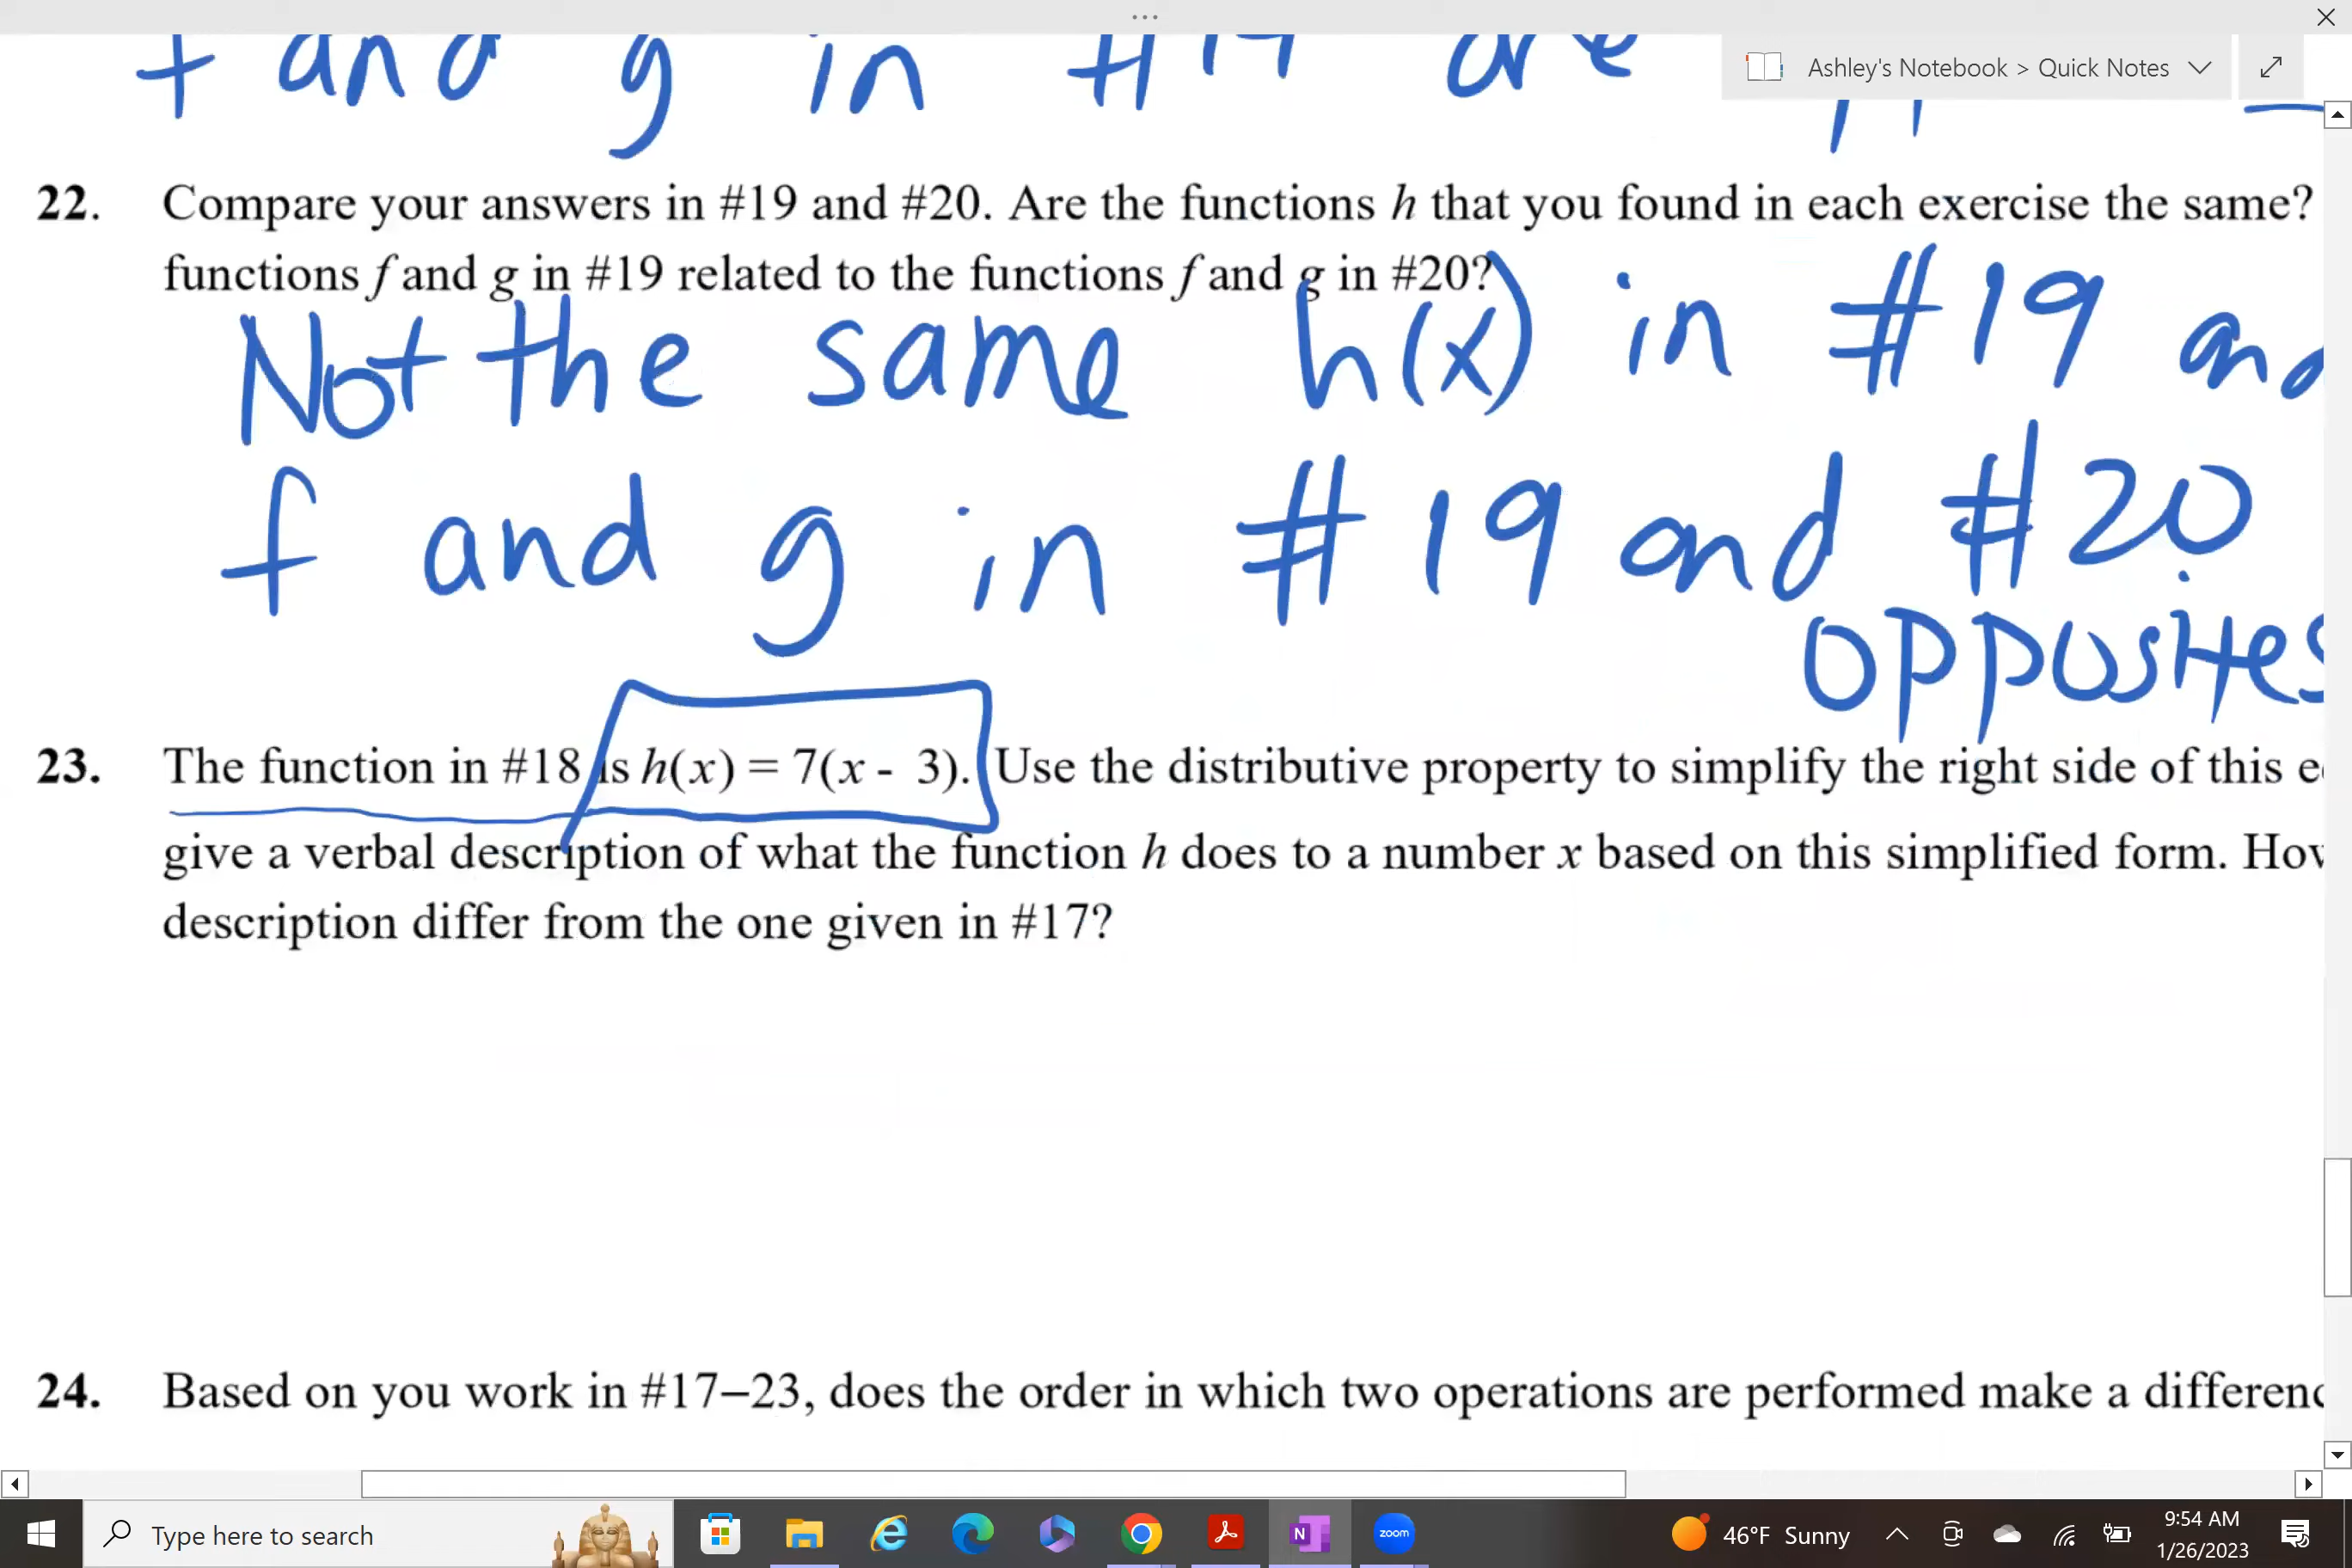 f and g in #19 are
Ashley's Notebook > Quick Notes
22. Compare your answers in #19 and #20. Are the functions h that you found in each exercise the same?
functions f and g in #19 related to the functions f and g in #20?
Not the same h(x) in #19 and
f and g in #19 and #20
opposites
23. The function in #18 is h(x) = 7(x - 3). Use the distributive property to simplify the right side of this e
give a verbal description of what the function h does to a number x based on this simplified form. How
description differ from the one given in #17?
24. Based on you work in #17–23, does the order in which two operations are performed make a differenc
Type here to search
N
zoom
46°F Sunny
9:54 AM
1/26/2023